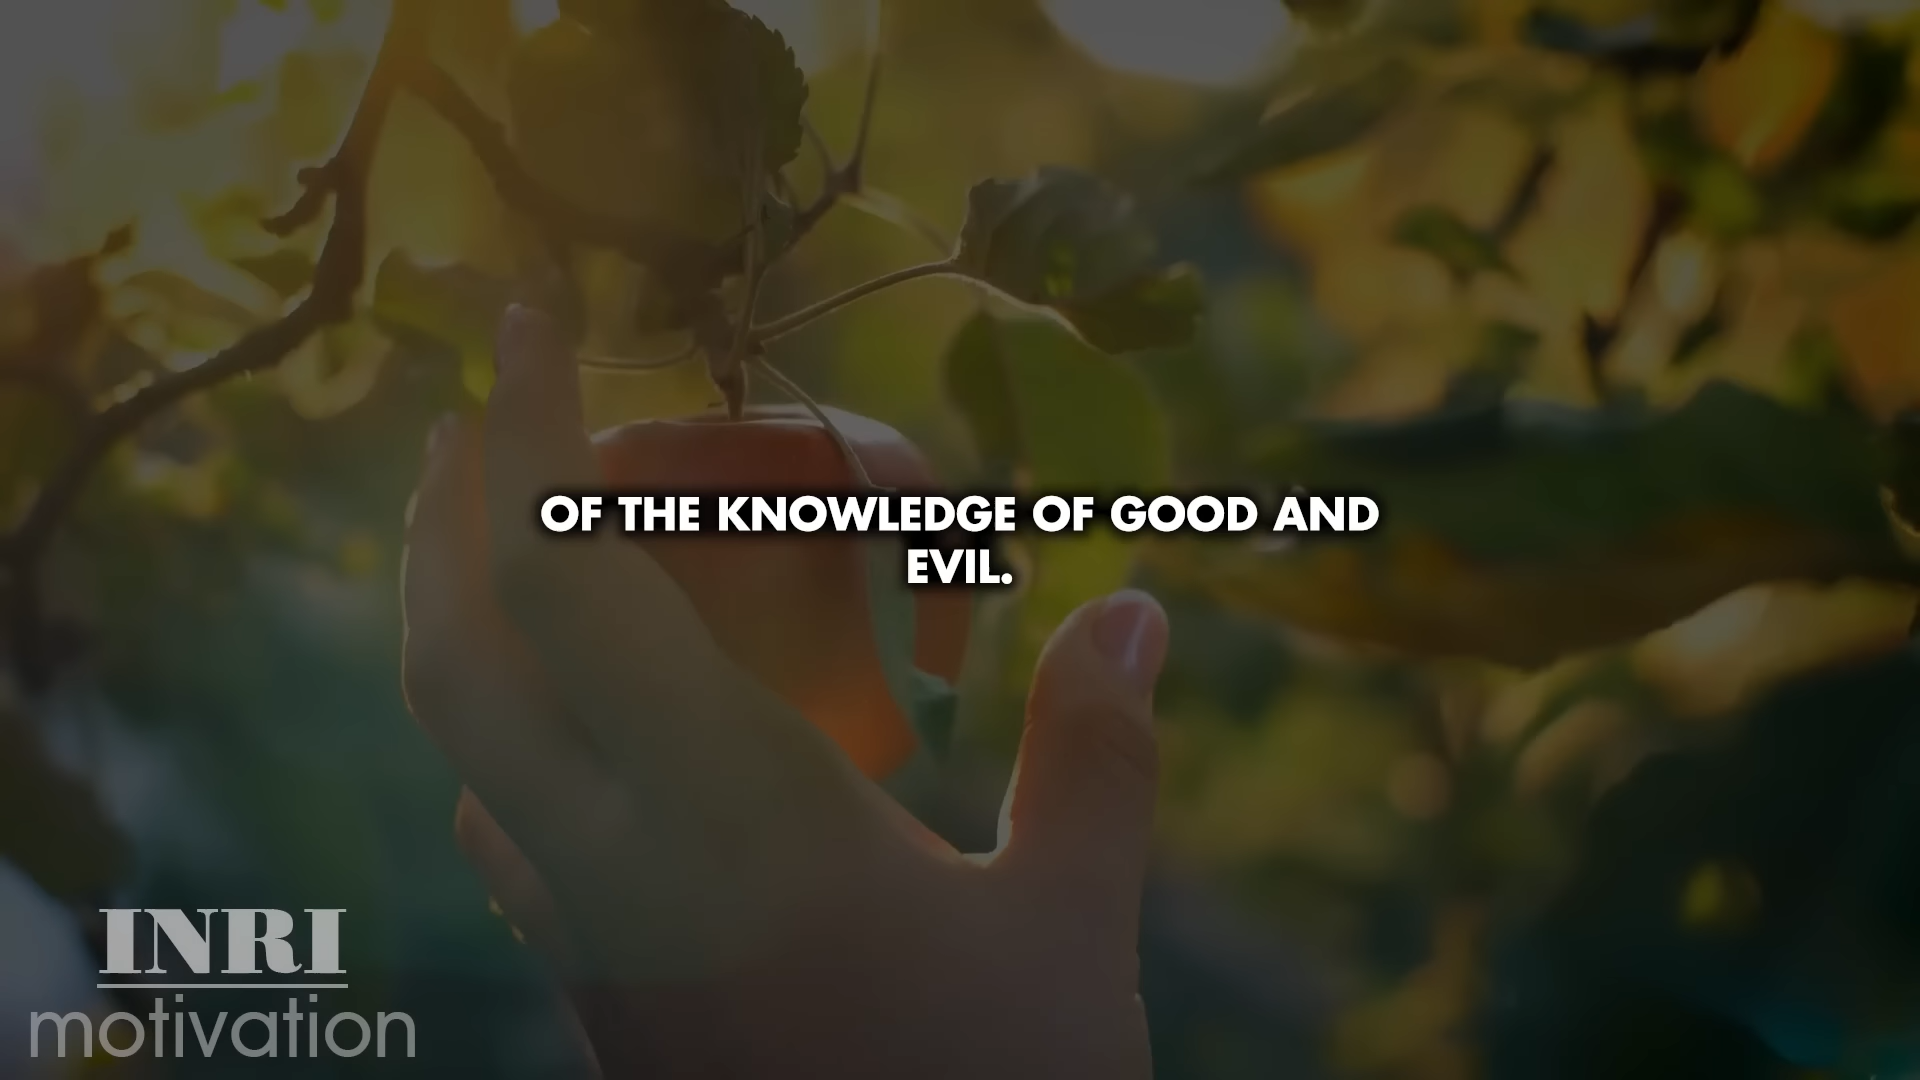 OF THE KNOWLEDGE OF GOOD AND
EVIL.
INRI
motivation